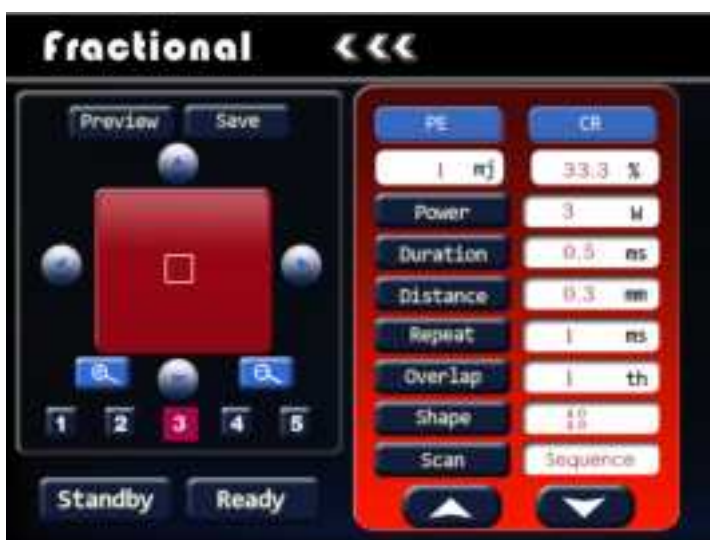 Fractional
Preview Save
1 2 3 4 5
Standby Ready
PE CR
1 mj 33.3 %
Power 3 W
Duration 0.5 ms
Distance 0.3 mm
Repeat 1 ms
Overlap 1 th
Shape
Scan Sequence